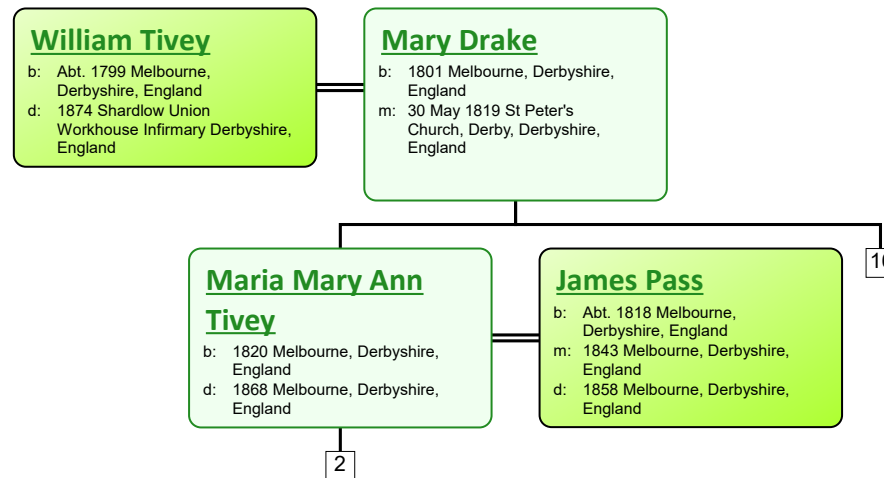 William Tivey
b: Abt. 1799 Melbourne,
Derbyshire, England
d: 1874 Shardlow Union
Workhouse Infirmary Derbyshire,
England
Mary Drake
b: 1801 Melbourne, Derbyshire,
England
m: 30 May 1819 St Peter's
Church, Derby, Derbyshire,
England
Maria Mary Ann
Tivey
b: 1820 Melbourne, Derbyshire,
England
d: 1868 Melbourne, Derbyshire,
England
James Pass
b: Abt. 1818 Melbourne,
Derbyshire, England
m: 1843 Melbourne, Derbyshire,
England
d: 1858 Melbourne, Derbyshire,
England
2